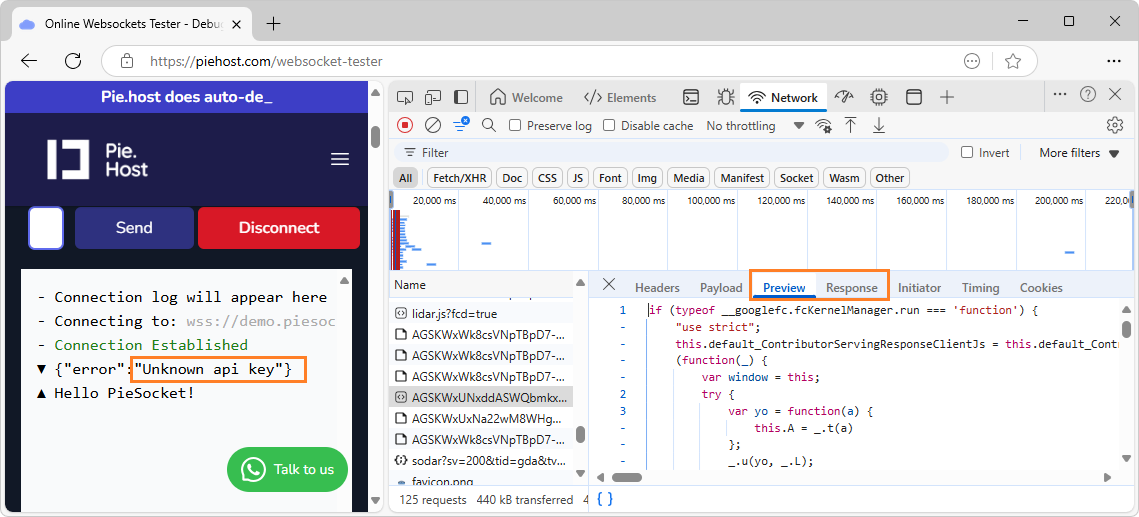 Online Websockets Tester - Debug
https://piehost.com/websocket-tester
Pie.host does auto-de_
Pie.
Host
Send
Disconnect
- Connection log will appear here
- Connecting to: wss://demo.piesoc
- Connection Established
▼ {"error":"Unknown api key"}
▲ Hello PieSocket!
Talk to us
Welcome
Elements
Network
Preserve log
Disable cache
No throttling
Filter
Invert
More filters
All
Fetch/XHR
Doc
CSS
JS
Font
Img
Media
Manifest
Socket
Wasm
Other
20,000 ms
40,000 ms
60,000 ms
80,000 ms
100,000 ms
120,000 ms
140,000 ms
160,000 ms
180,000 ms
200,000 ms
220,0
Name
lidar.js?fcd=true
AGSKWxWk8csVNpTBpD7-...
AGSKWxWk8csVNpTBpD7-...
AGSKWxWk8csVNpTBpD7-...
AGSKWxUNxddASWQbmkx...
AGSKWxUxNa22wM8WHg...
AGSKWxWk8csVNpTBpD7-...
sodar?sv=200&tid=gda&tv...
favicon.png
125 requests
440 kB transferred
4
Headers
Payload
Preview
Response
Initiator
Timing
Cookies
1 if (typeof __googlefc.fcKernelManager.run === 'function') {
- "use strict";
- this.default_ContributorServingResponseClientJs = this.default_Contr
- (function(_) {
- var window = this;
2 try {
3 var yo = function(a) {
- this.A = _.t(a)
- };
- _.u(yo, _.L);
{ }